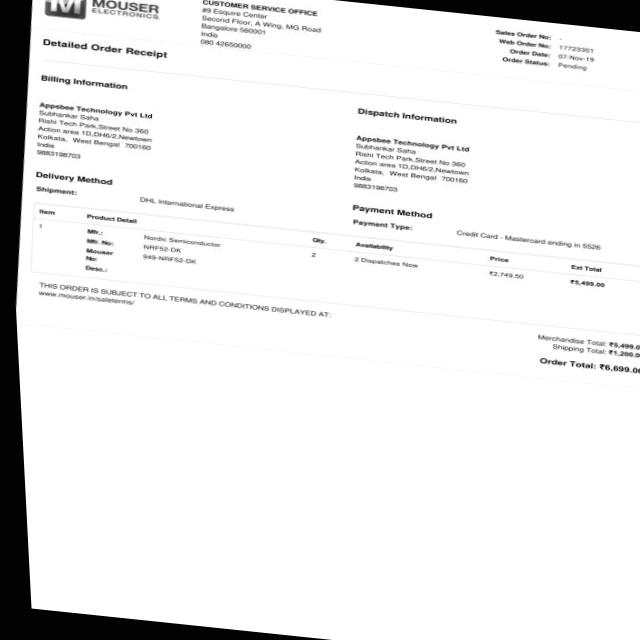 MOUSER
ELECTRONICS
CUSTOMER SERVICE OFFICE
#9 Esquire Center
Second Floor, A Wing, MG Road
Bangalore 560001
India
080 42650000
Sales Order No: -
Web Order No: 17723301
Order Date: 07-Nov-19
Order Status: Pending
Detailed Order Receipt
Billing Information
Appsbee Technology Pvt Ltd
Subhankar Saha
Rishi Tech Park,Street No 360
Action area 1D,DH6/2,Newtown
Kolkata, West Bengal 700160
India
9883198703
Dispatch Information
Appsbee Technology Pvt Ltd
Subhankar Saha
Rishi Tech Park,Street No 360
Action area 1D,DH6/2,Newtown
Kolkata, West Bengal 700160
India
9883198703
Delivery Method
Shipment: DHL International Express
Payment Method
Payment Type: Credit Card - Mastercard ending in 5526
Item Product Detail Qty. Availability Price Ext Total
1 Mfr.: Nordic Semiconductor 2 2 Dispatches Now ₹2,749.50 ₹5,499.00
Mfr. No: NRF52-DK
Mouser No: 949-NRF52-DK
Desc.:
THIS ORDER IS SUBJECT TO ALL TERMS AND CONDITIONS DISPLAYED AT:
www.mouser.in/saleterms/
Merchandise Total: ₹5,499.0
Shipping Total: ₹1,200.0
Order Total: ₹6,699.00